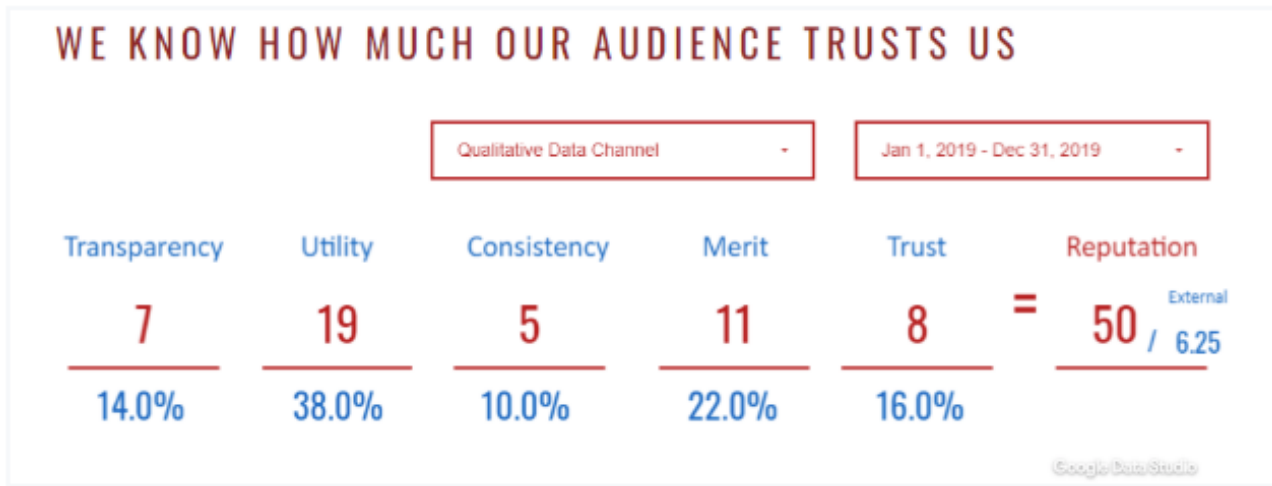 WE KNOW HOW MUCH OUR AUDIENCE TRUSTS US
Qualitative Data Channel
Jan 1, 2019 - Dec 31, 2019
Transparency Utility Consistency Merit Trust Reputation
7 19 5 11 8 = 50 / External 6.25
14.0% 38.0% 10.0% 22.0% 16.0%
Google Data Studio